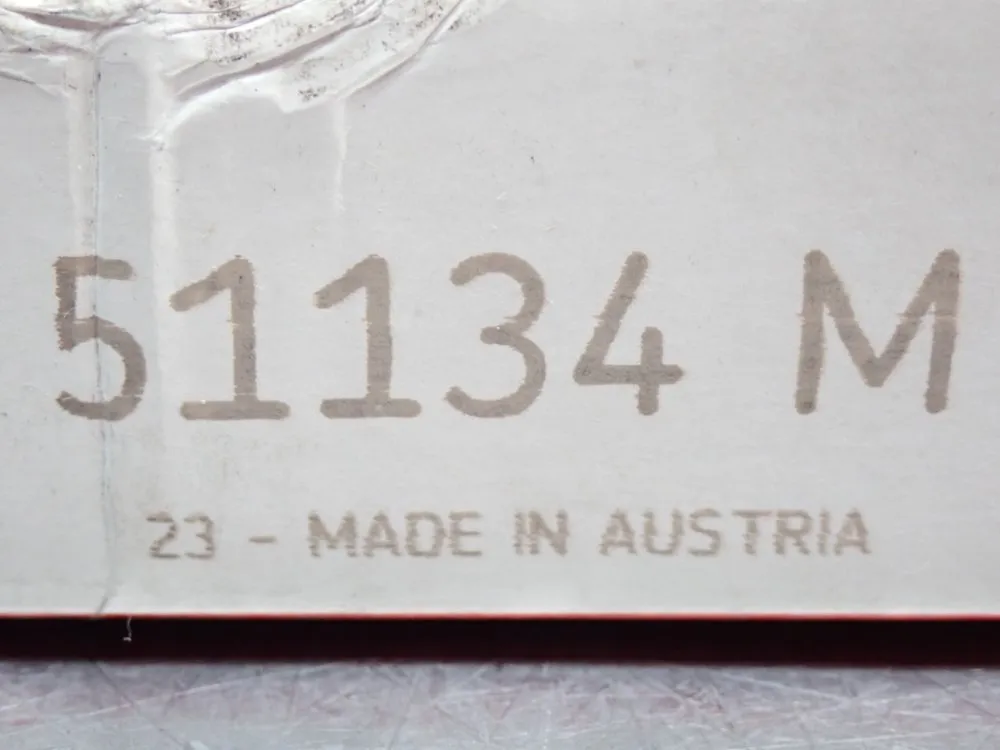 51134 M
23 - MADE IN AUSTRIA